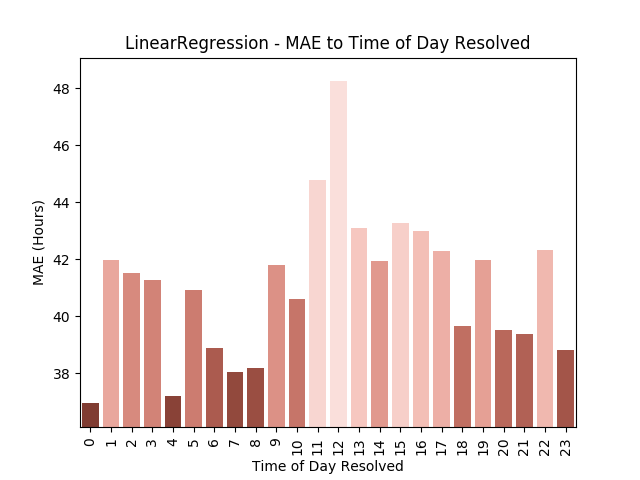 LinearRegression - MAE to Time of Day Resolved
48
46
44
42
40
38
MAE (Hours)
0 1 2 3 4 5 6 7 8 9 10 11 12 13 14 15 16 17 18 19 20 21 22 23
Time of Day Resolved